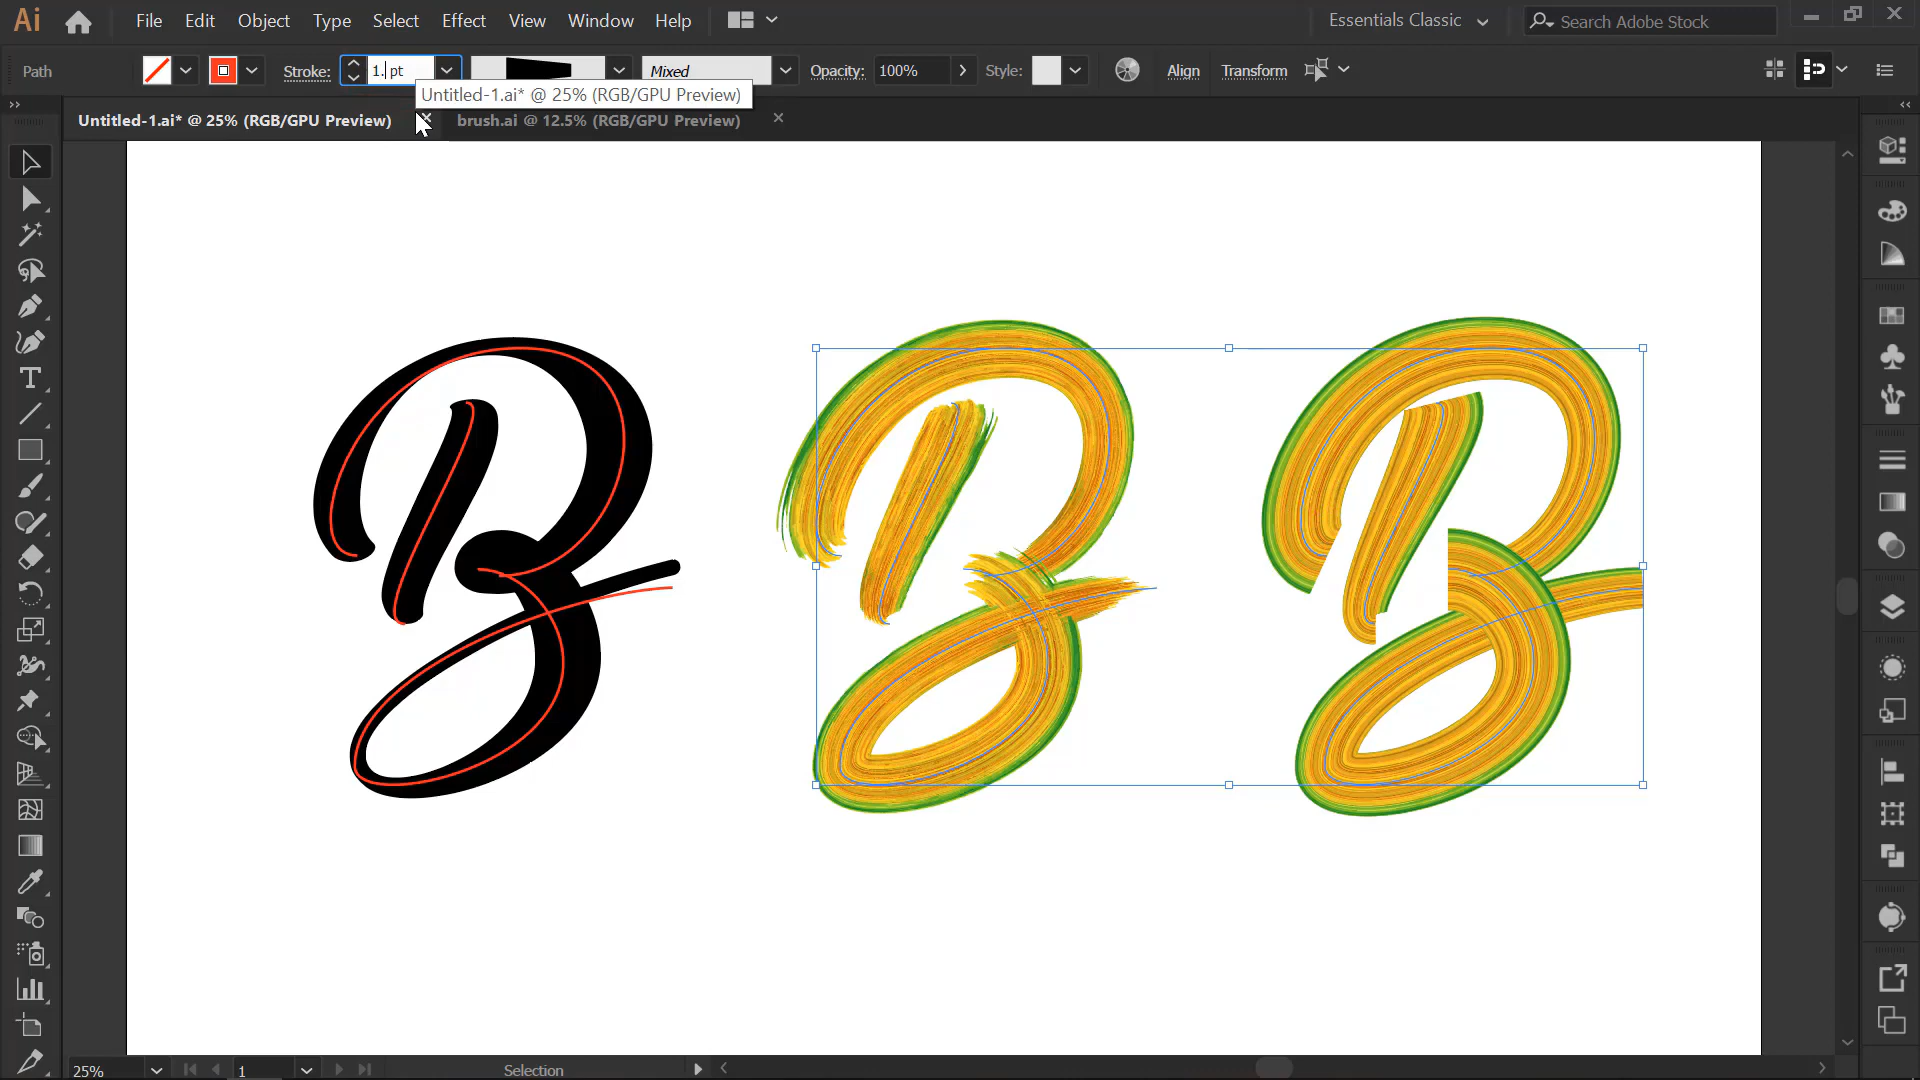 Ai File Edit Object Type Select Effect View Window Help Essentials Classic Search Adobe Stock
Path Stroke: 1. pt Mixed Opacity: 100% Style: Align Transform
Untitled-1.ai* @ 25% (RGB/GPU Preview)
Untitled-1.ai* @ 25% (RGB/GPU Preview) × brush.ai @ 12.5% (RGB/GPU Preview) ×
B B B
25% 1 Selection